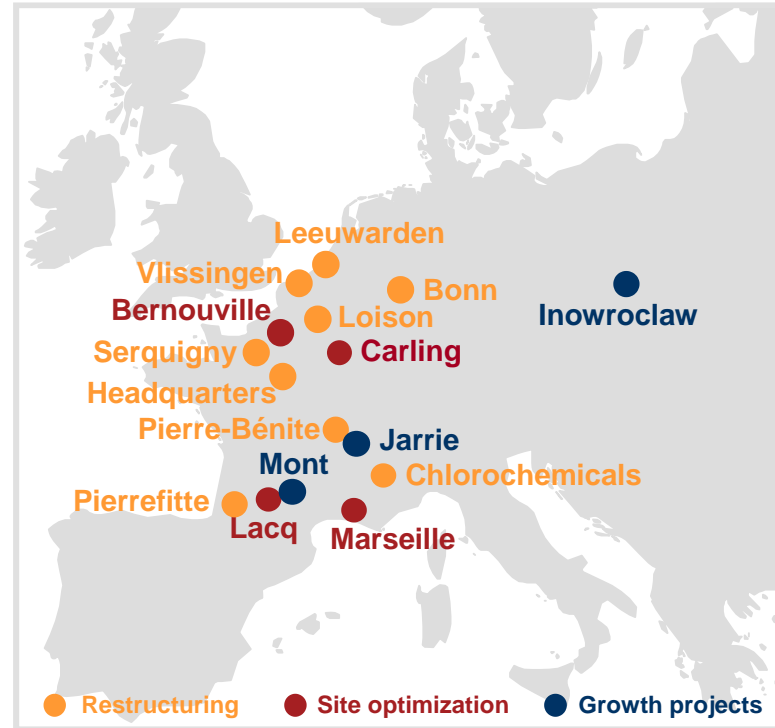 Leeuwarden
Vlissingen
Bonn
Inowroclaw
Bernouville
Loison
Serquigny
Carling
Headquarters
Pierre-Bénite
Jarrie
Mont
Chlorochemicals
Pierrefitte
Lacq
Marseille
Restructuring
Site optimization
Growth projects